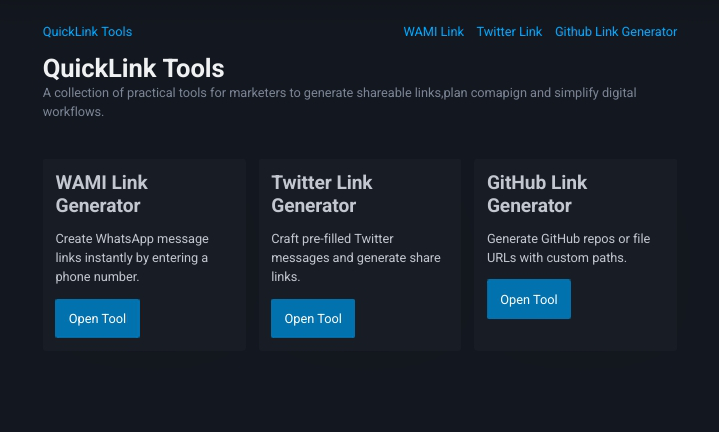 QuickLink Tools
WAMI Link Twitter Link Github Link Generator
QuickLink Tools
A collection of practical tools for marketers to generate shareable links,plan comapign and simplify digital
workflows.
WAMI Link
Generator
Create WhatsApp message
links instantly by entering a
phone number.
Open Tool
Twitter Link
Generator
Craft pre-filled Twitter
messages and generate share
links.
Open Tool
GitHub Link
Generator
Generate GitHub repos or file
URLs with custom paths.
Open Tool